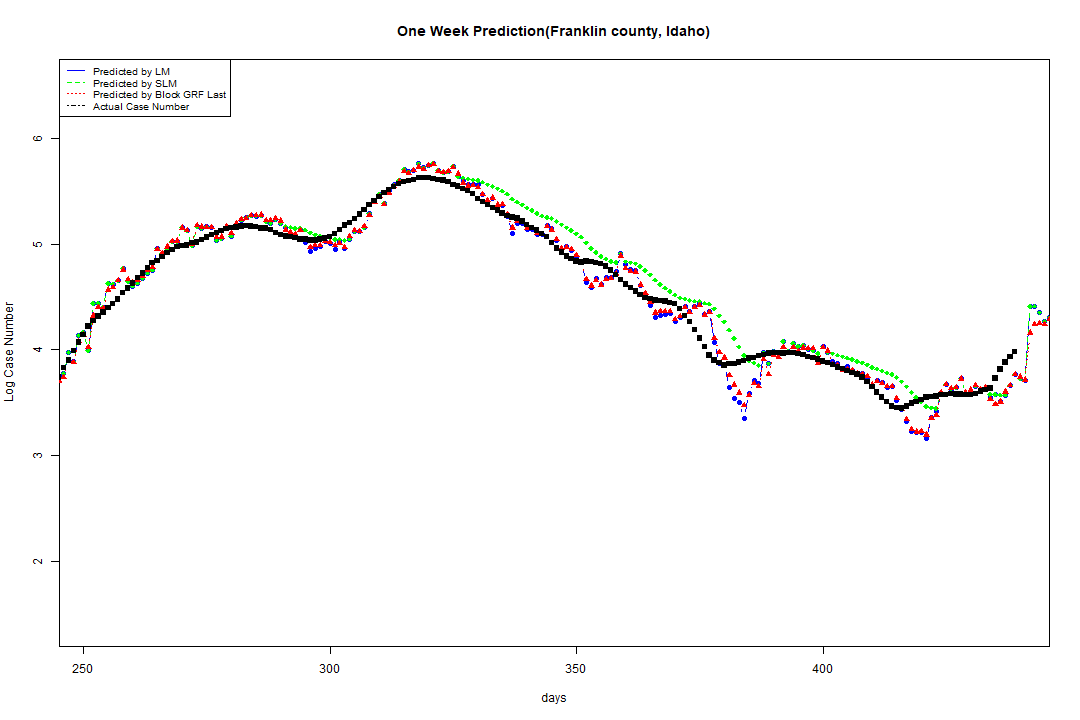 One Week Prediction(Franklin county, Idaho)
Predicted by LM
Predicted by SLM
Predicted by Block GRF Last
Actual Case Number
6
5
4
3
2
Log Case Number
250
300
350
400
days